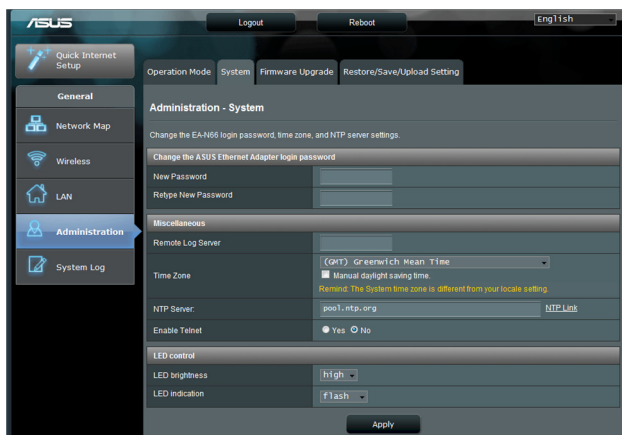 ASUS
Logout
Reboot
English
Quick Internet Setup
General
Network Map
Wireless
LAN
Administration
System Log
Operation Mode
System
Firmware Upgrade
Restore/Save/Upload Setting
Administration - System
Change the EA-N66 login password, time zone, and NTP server settings.
Change the ASUS Ethernet Adapter login password
New Password
Retype New Password
Miscellaneous
Remote Log Server
Time Zone
(GMT) Greenwich Mean Time
Manual daylight saving time.
Remind: The System time zone is different from your locale setting.
NTP Server:
pool.ntp.org
NTP Link
Enable Telnet
Yes
No
LED control
LED brightness
high
LED indication
flash
Apply